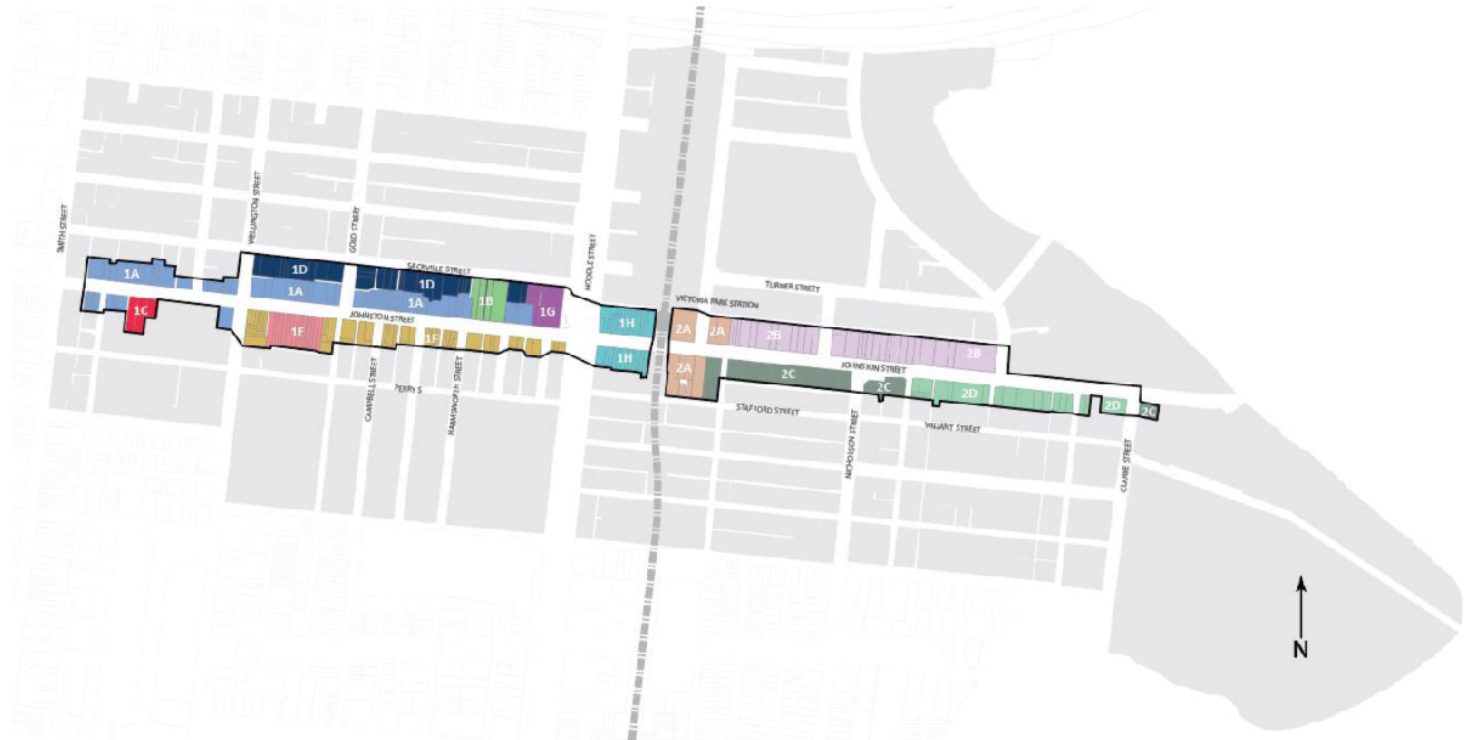 SMITH STREET
WELLINGTON STREET
GOLD STREET
HODDLE STREET
SACKVILLE STREET
1A
1D
1D
1A
1A
1B
1G
1C
JOHNSTON STREET
1F
1H
1H
PERRY S
CAMPBELL STREET
HARMSWORTH STREET
TURNER STREET
VICTORIA PARK STATION
2A
2A
2B
2B
JOHNSTON STREET
2A
2C
2C
2D
2D
2C
STAFFORD STREET
NICHOLSON STREET
VALIANT STREET
CLARKE STREET
N